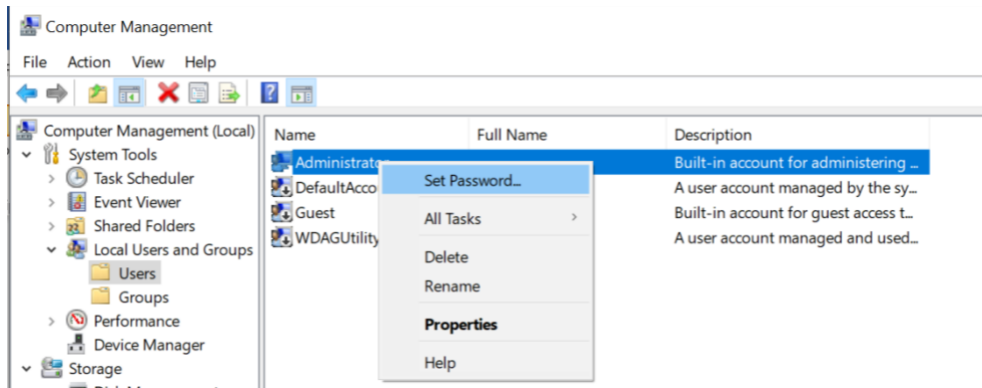 Computer Management
File Action View Help
Computer Management (Local)
System Tools
Task Scheduler
Event Viewer
Shared Folders
Local Users and Groups
Users
Groups
Performance
Device Manager
Storage
Name Full Name Description
Administrator Built-in account for administering ...
DefaultAcco A user account managed by the sy...
Guest Built-in account for guest access t...
WDAGUtility A user account managed and used...
Set Password...
All Tasks
Delete
Rename
Properties
Help